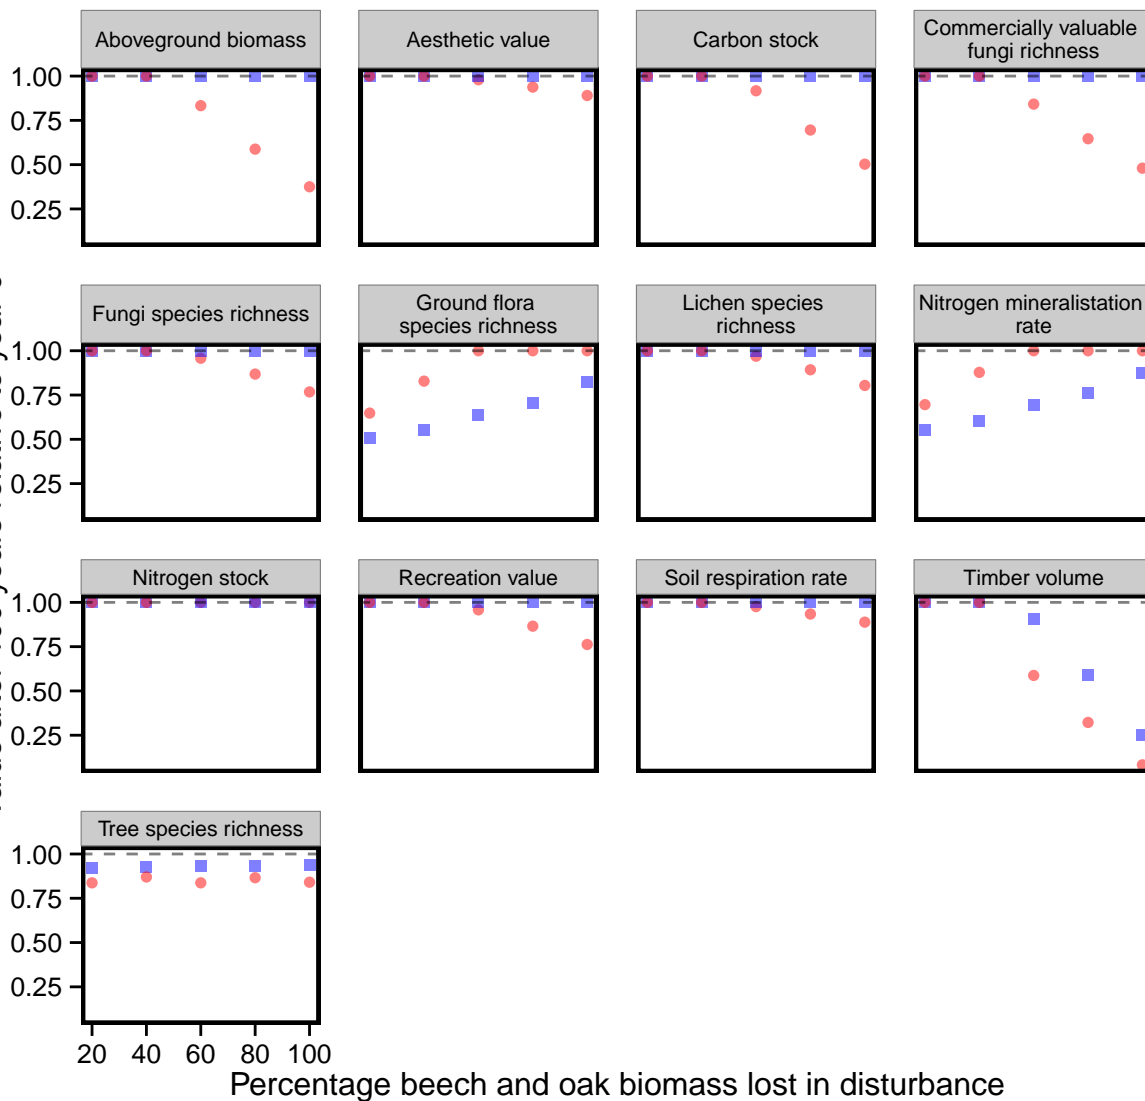 Aboveground biomass
Aesthetic value
Carbon stock
Commercially valuable
fungi richness
1.00
0.75
0.50
0.25
Fungi species richness
Ground flora
species richness
Lichen species
richness
Nitrogen mineralistation
rate
1.00
0.75
0.50
0.25
Nitrogen stock
Recreation value
Soil respiration rate
Timber volume
1.00
0.75
0.50
0.25
Tree species richness
1.00
0.75
0.50
0.25
20 40 60 80 100
Percentage beech and oak biomass lost in disturbance